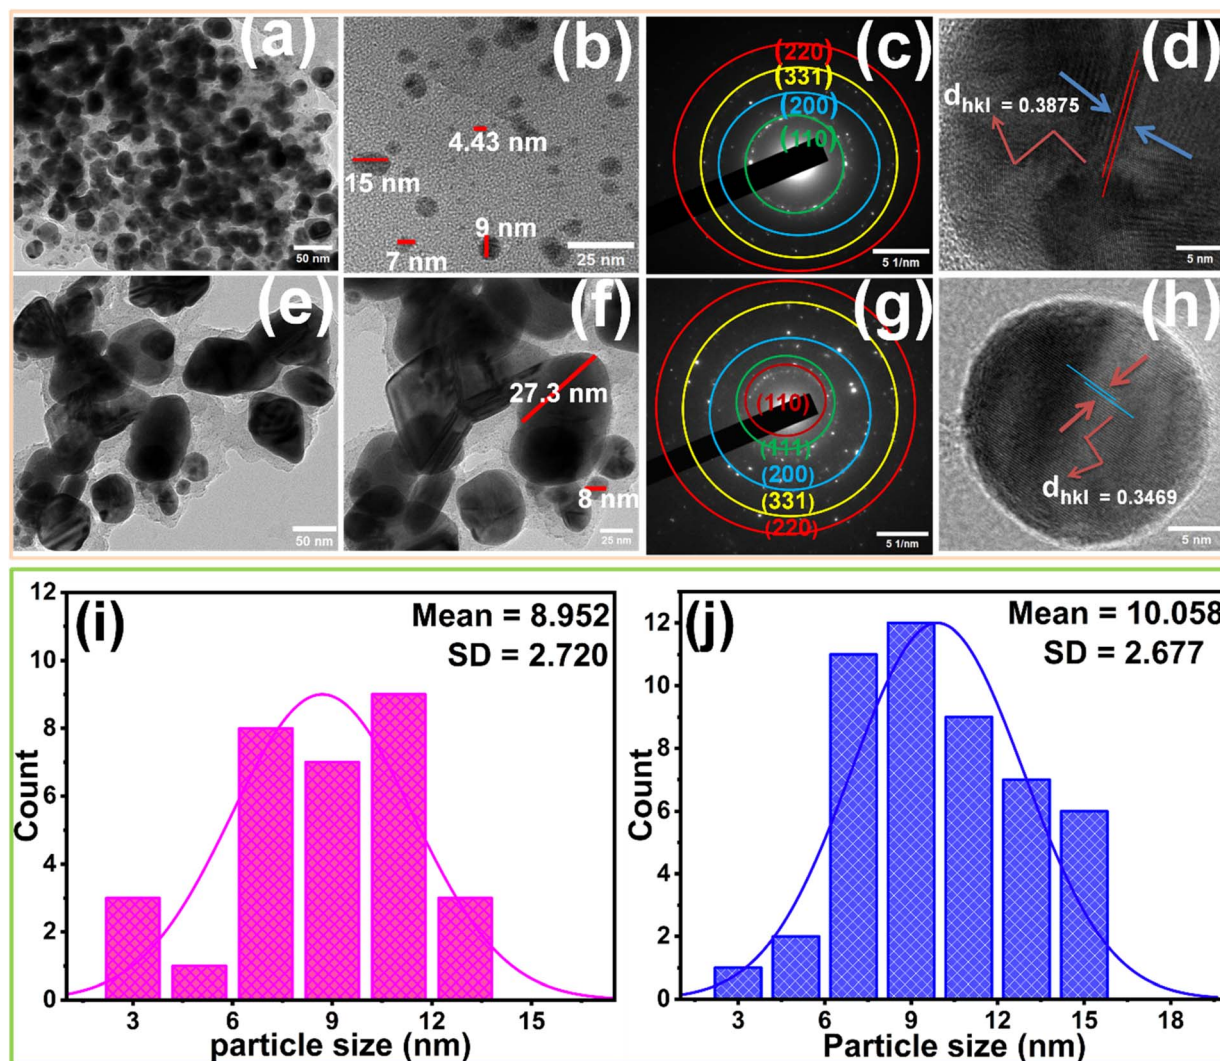 (a)
50 nm
(b)
4.43 nm
15 nm
9 nm
7 nm
25 nm
(c)
(220)
(331)
(200)
(110)
5 1/nm
(d)
dhkl = 0.3875
5 nm
(e)
50 nm
(f)
27.3 nm
8 nm
25 nm
(g)
(110)
(111)
(200)
(331)
(220)
5 1/nm
(h)
dhkl = 0.3469
5 nm
(i)
Mean = 8.952
SD = 2.720
Count
12
10
8
6
4
2
0
3
6
9
12
15
particle size (nm)
(j)
Mean = 10.058
SD = 2.677
Count
12
10
8
6
4
2
0
3
6
9
12
15
18
Particle size (nm)